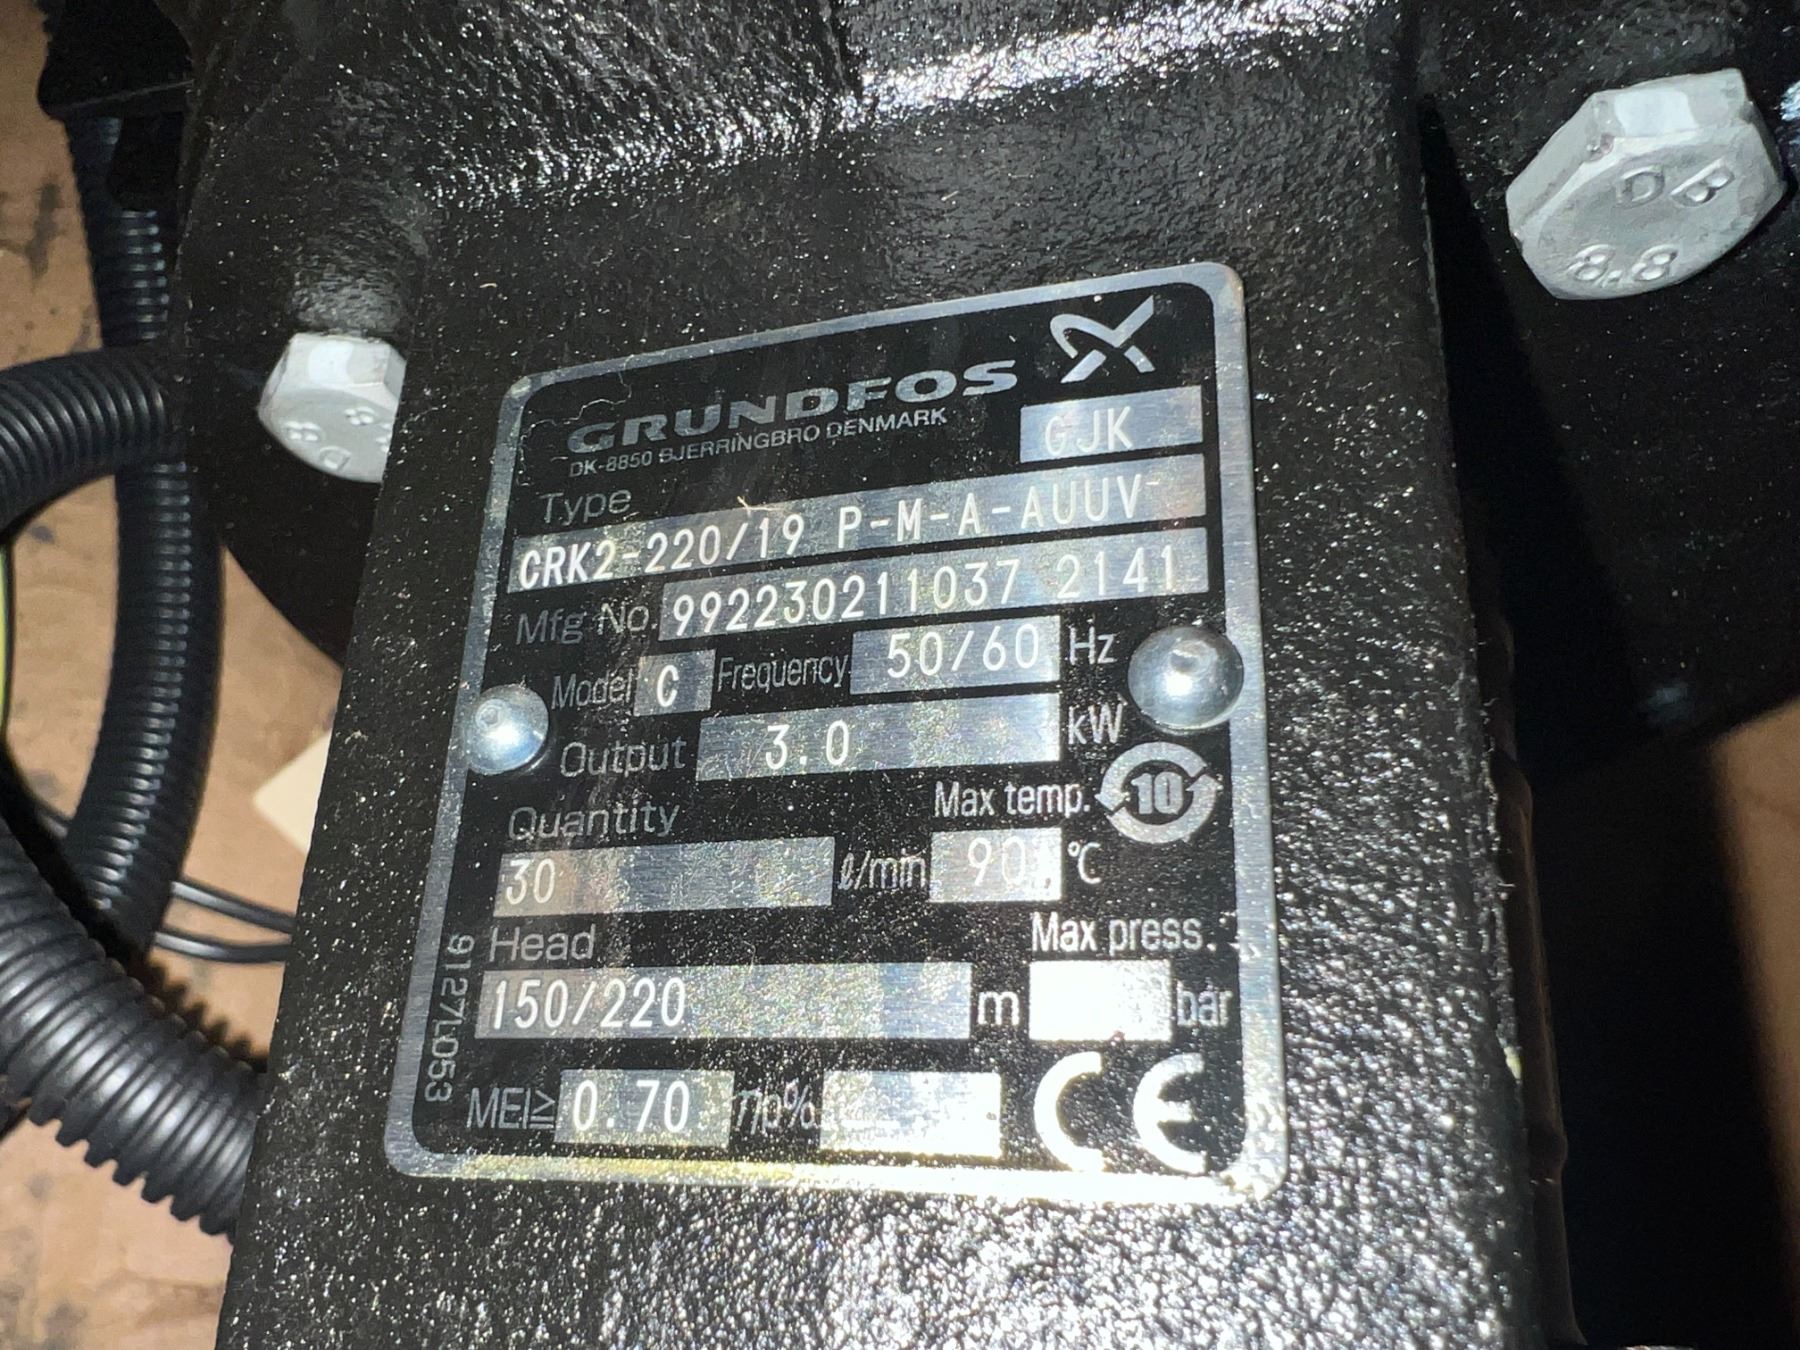 DB
8.8
GRUNDFOS
DK-8850 BJERRINGBRO DENMARK
GJK
Type
CRK2-220/19 P-M-A-AUUV
Mfg No. 992230211037 2141
Model C Frequency 50/60 Hz
Output 3.0 kW
10
Quantity Max temp.
30 ℓ/min 90 °C
Head Max press.
150/220 m bar
MEI≧ 0.70 ηp% CE
9127L053